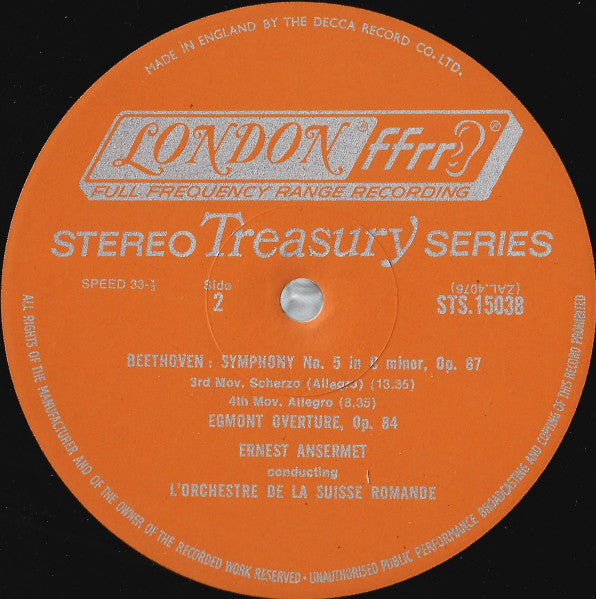 MADE IN ENGLAND BY THE DECCA RECORD CO. LTD.
LONDON ® ffrr ®
FULL FREQUENCY RANGE RECORDING
STEREO Treasury SERIES
SPEED 33-⅓ Side 2 (ZAL.4076) STS.15038
BEETHOVEN: SYMPHONY No. 5 in C minor, Op. 67
3rd Mov. Scherzo (Allegro) (13.35)
4th Mov. Allegro (8.35)
EGMONT OVERTURE, Op. 84
ERNEST ANSERMET
conducting
L'ORCHESTRE DE LA SUISSE ROMANDE
ALL RIGHTS OF THE MANUFACTURER AND OF THE OWNER OF THE RECORDED WORK RESERVED • UNAUTHORISED PUBLIC PERFORMANCE BROADCASTING AND COPYING OF THIS RECORD PROHIBITED